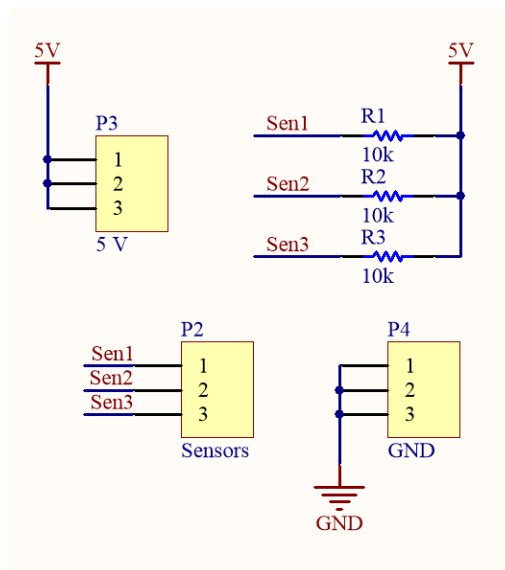 5V
P3
1
2
3
5 V
5V
Sen1
R1
10k
Sen2
R2
10k
Sen3
R3
10k
P2
Sen1
1
Sen2
2
Sen3
3
Sensors
P4
1
2
3
GND
GND